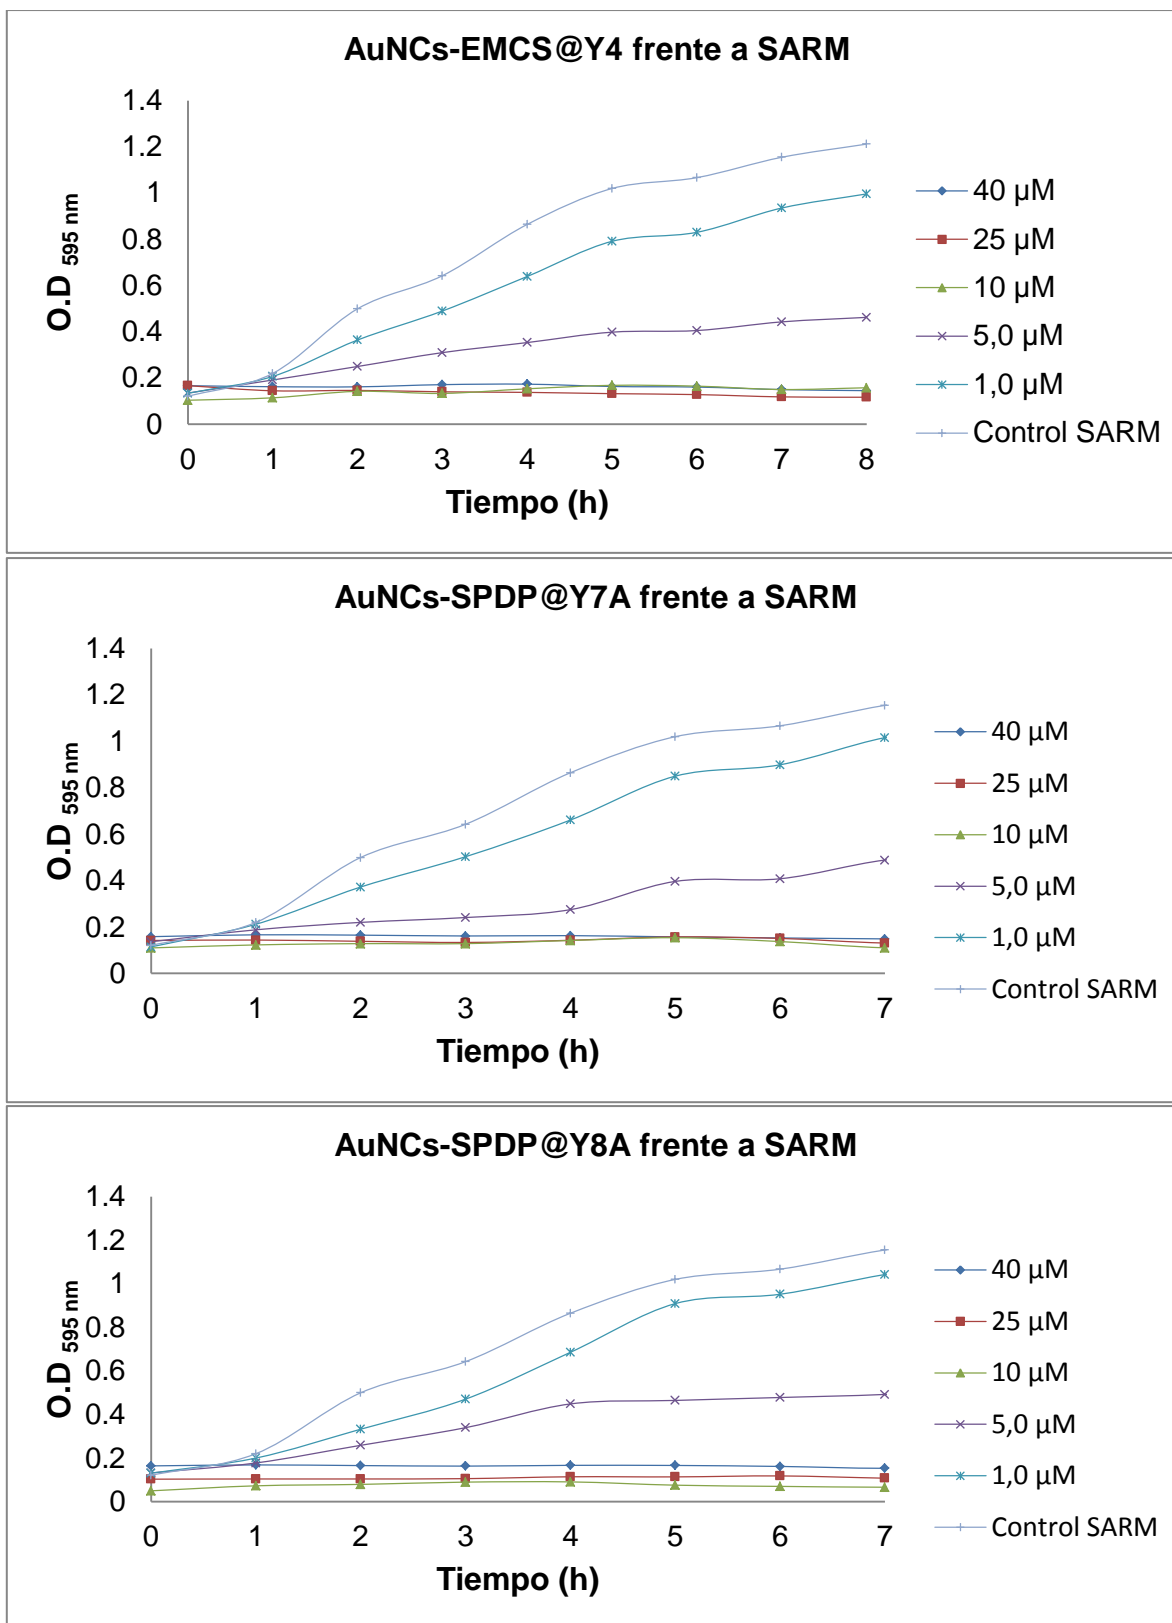 AuNCs-EMCS@Y4 frente a SARM
1.4
1.2
1
0.8
0.6
0.4
0.2
0
O.D 595 nm
0 1 2 3 4 5 6 7 8
Tiempo (h)
40 µM
25 µM
10 µM
5,0 µM
1,0 µM
Control SARM
AuNCs-SPDP@Y7A frente a SARM
1.4
1.2
1
0.8
0.6
0.4
0.2
0
O.D 595 nm
0 1 2 3 4 5 6 7
Tiempo (h)
40 µM
25 µM
10 µM
5,0 µM
1,0 µM
Control SARM
AuNCs-SPDP@Y8A frente a SARM
1.4
1.2
1
0.8
0.6
0.4
0.2
0
O.D 595 nm
0 1 2 3 4 5 6 7
Tiempo (h)
40 µM
25 µM
10 µM
5,0 µM
1,0 µM
Control SARM